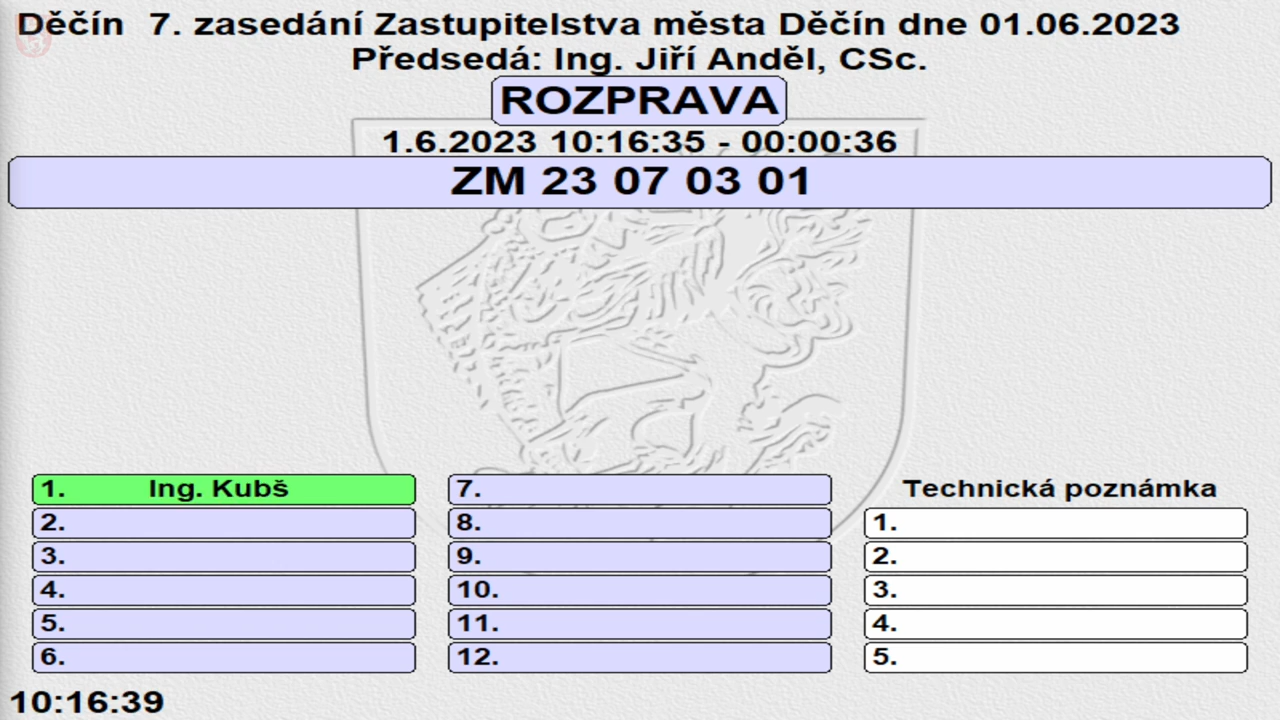 Děčín  7. zasedání Zastupitelstva města Děčín dne 01.06.2023
Předsedá: Ing. Jiří Anděl, CSc.
ROZPRAVA
1.6.2023 10:16:35 - 00:00:36
ZM 23 07 03 01
1. Ing. Kubš
2.
3.
4.
5.
6.
7.
8.
9.
10.
11.
12.
Technická poznámka
1.
2.
3.
4.
5.
10:16:39